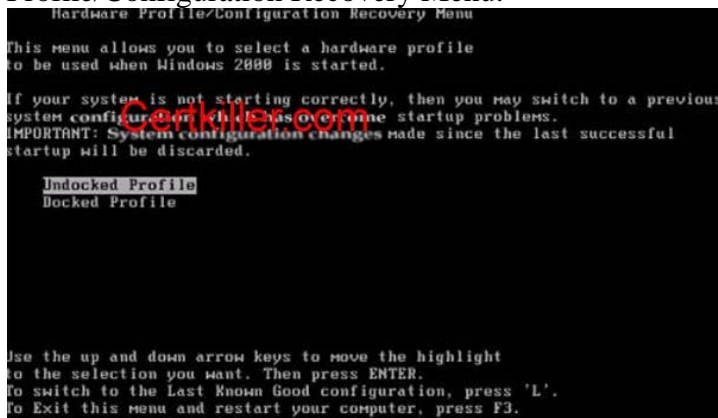 Profile/Configuration Recovery Menu.
Hardware Profile/Configuration Recovery Menu
This menu allows you to select a hardware profile
to be used when Windows 2000 is started.
If your system is not starting correctly, then you may switch to a previous
system configuration startup problems.
Certkiller.com
IMPORTANT: System configuration changes made since the last successful
startup will be discarded.
Undocked Profile
Docked Profile
Use the up and down arrow keys to move the highlight
to the selection you want. Then press ENTER.
To switch to the Last Known Good configuration, press 'L'.
To Exit this menu and restart your computer, press F3.